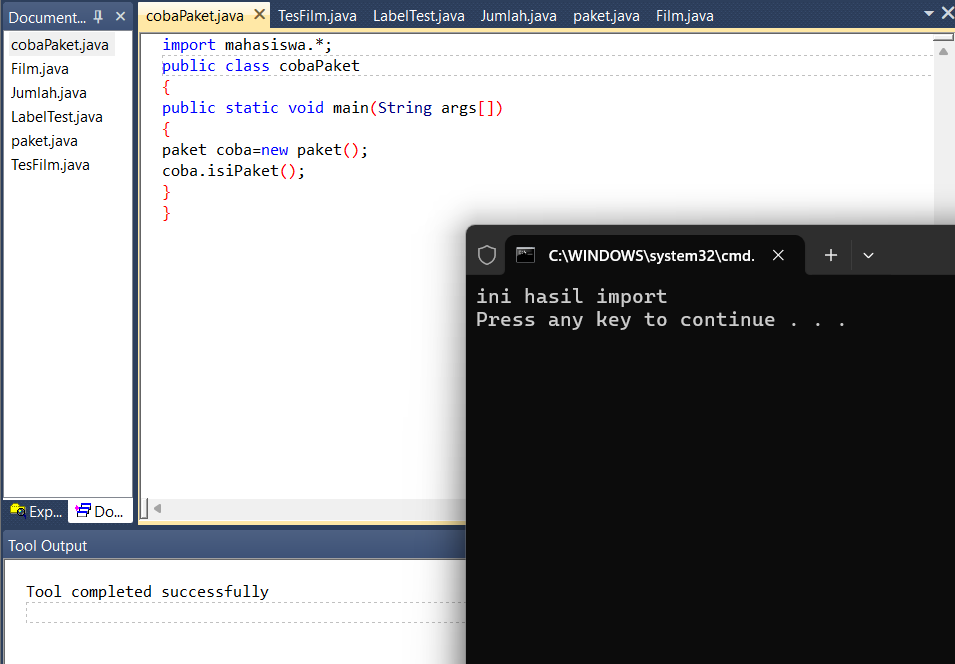 Document...
cobaPaket.java
Film.java
Jumlah.java
LabelTest.java
paket.java
TesFilm.java
Exp...
Do...
cobaPaket.java TesFilm.java LabelTest.java Jumlah.java paket.java Film.java
import mahasiswa.*;
public class cobaPaket
{
public static void main(String args[])
{
paket coba=new paket();
coba.isiPaket();
}
}
C:\WINDOWS\system32\cmd.
ini hasil import
Press any key to continue . . .
Tool Output
Tool completed successfully